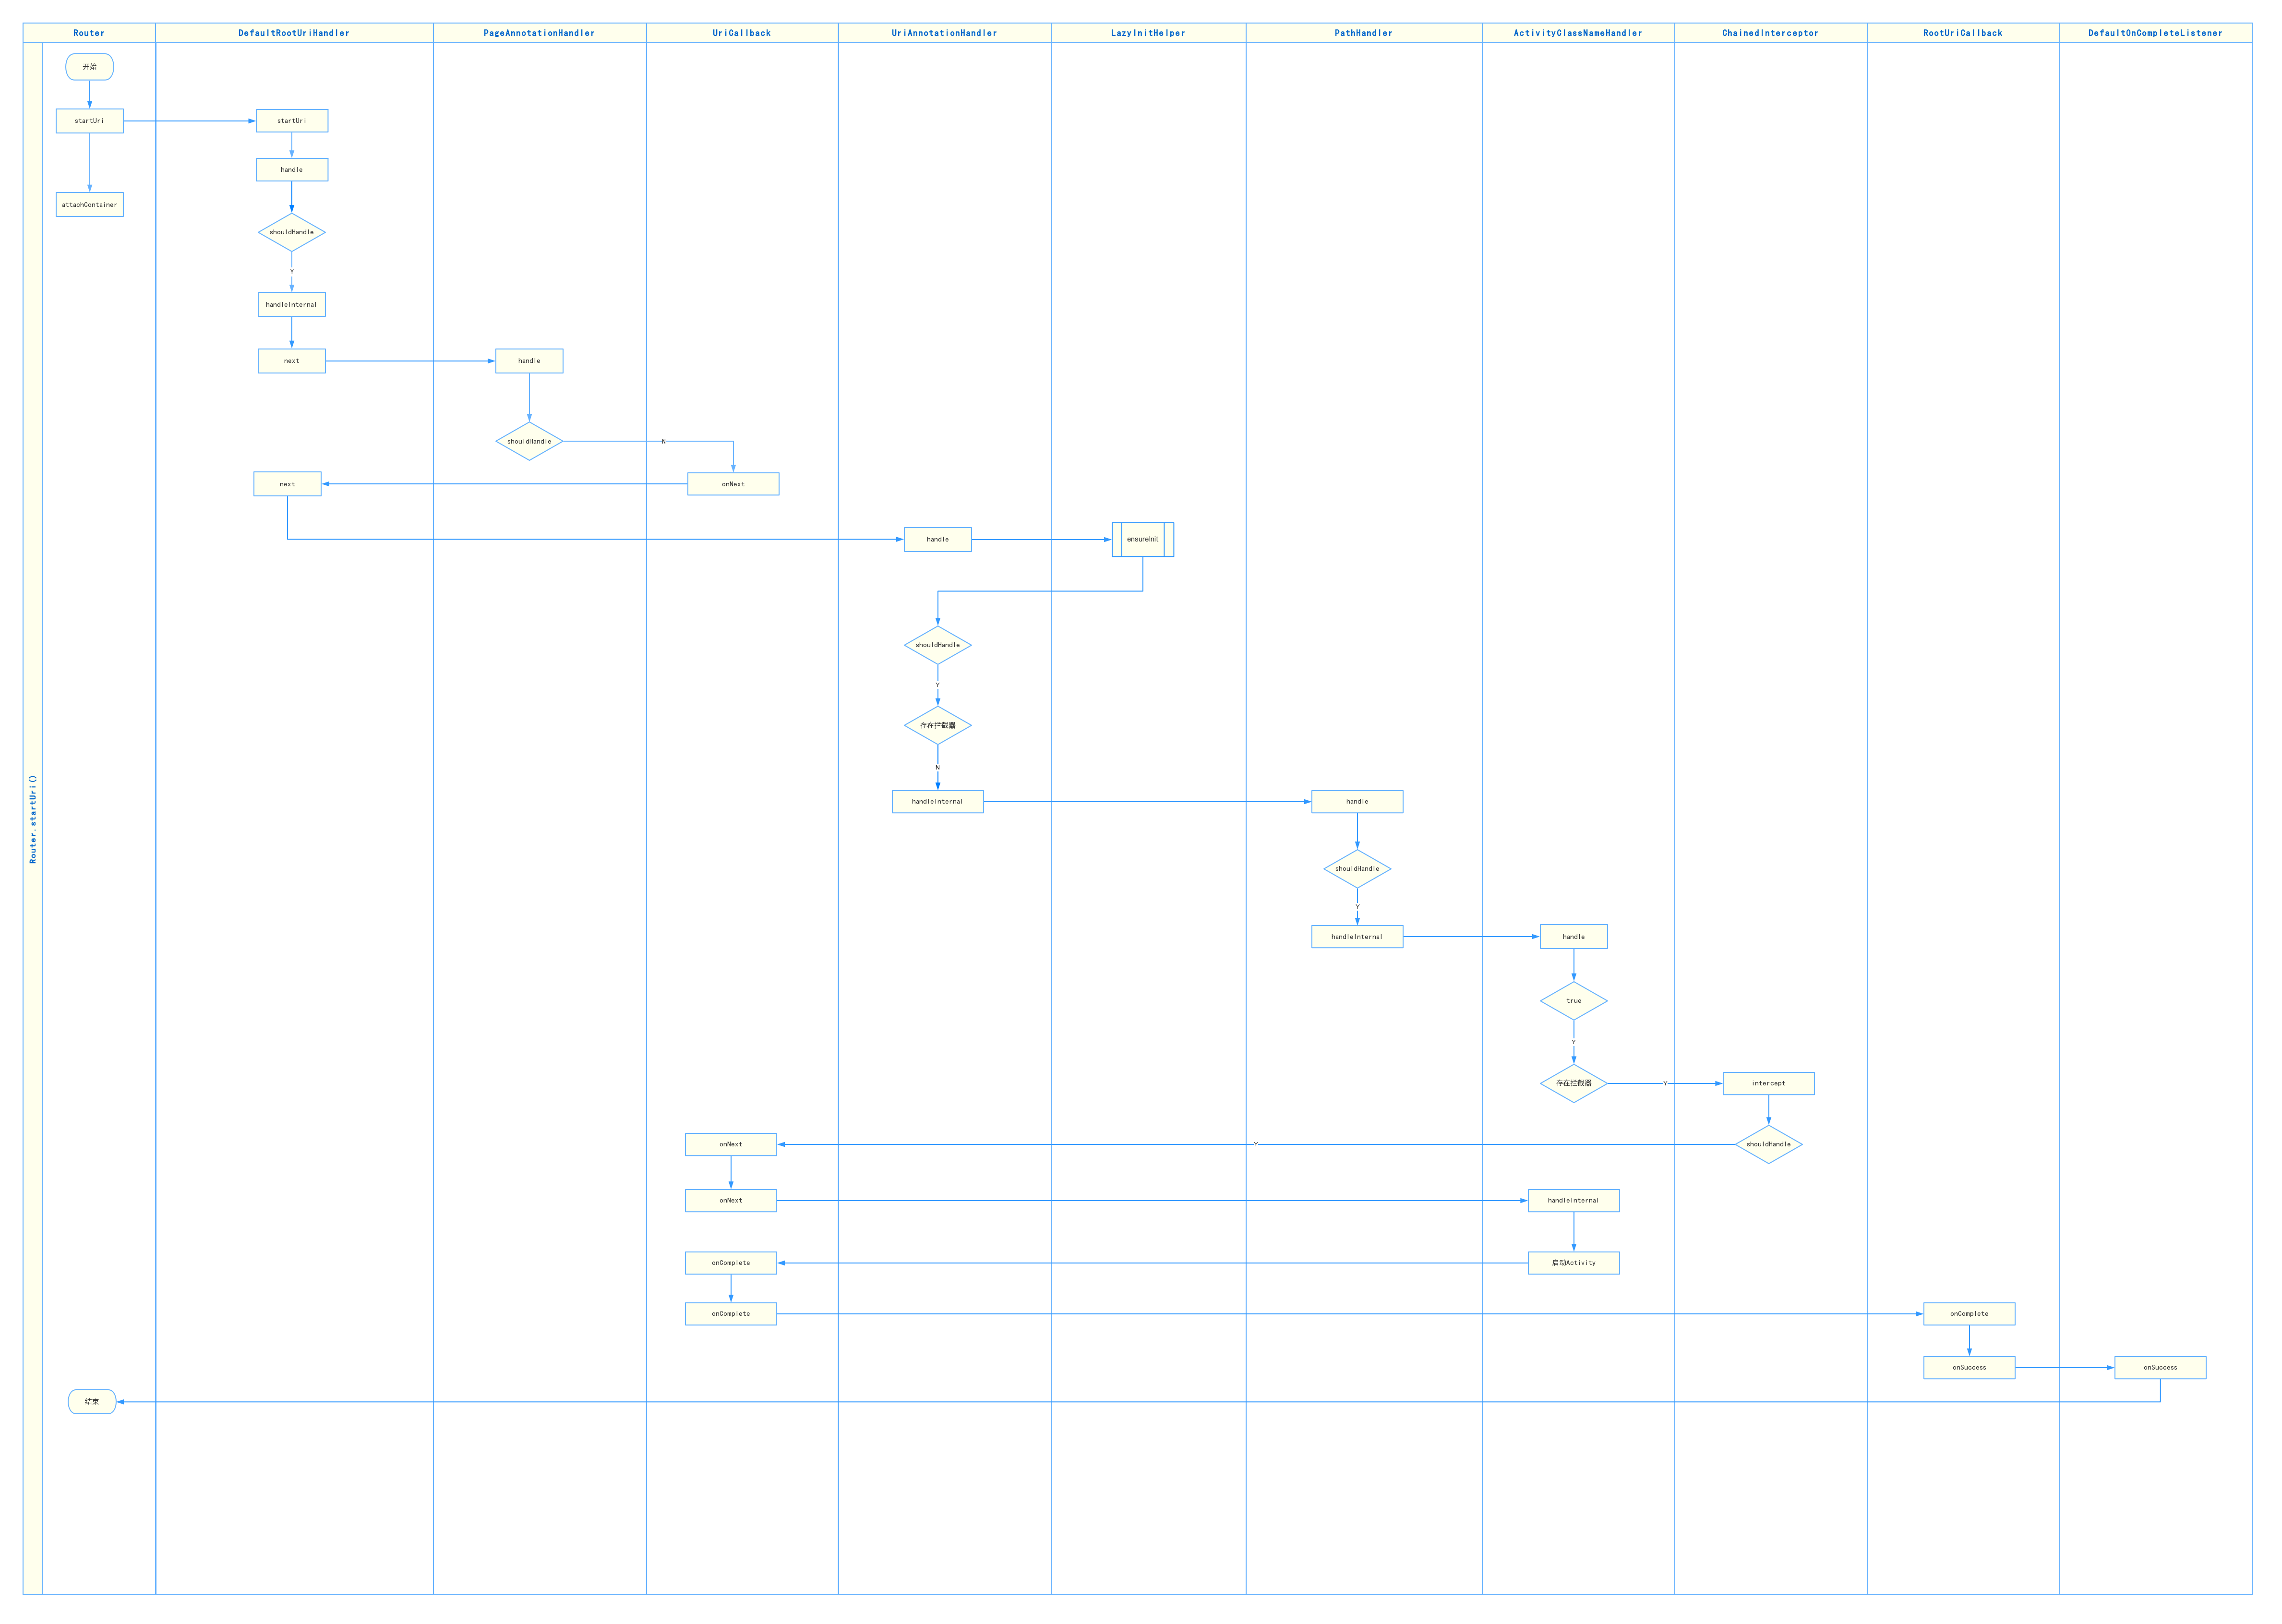 Router
DefaultRootUriHandler
PageAnnotationHandler
UriCallback
UriAnnotationHandler
LazyInitHelper
PathHandler
ActivityClassNameHandler
ChainedInterceptor
RootUriCallback
DefaultOnCompleteListener
Router.startUri()
开始
startUri
startUri
handle
attachContainer
shouldHandle
Y
handleInternal
next
handle
shouldHandle
N
next
onNext
handle
ensureInit
shouldHandle
Y
存在拦截器
N
handleInternal
handle
shouldHandle
Y
handleInternal
handle
true
Y
存在拦截器
Y
intercept
onNext
Y
shouldHandle
onNext
handleInternal
onComplete
启动Activity
onComplete
onComplete
onSuccess
onSuccess
结束